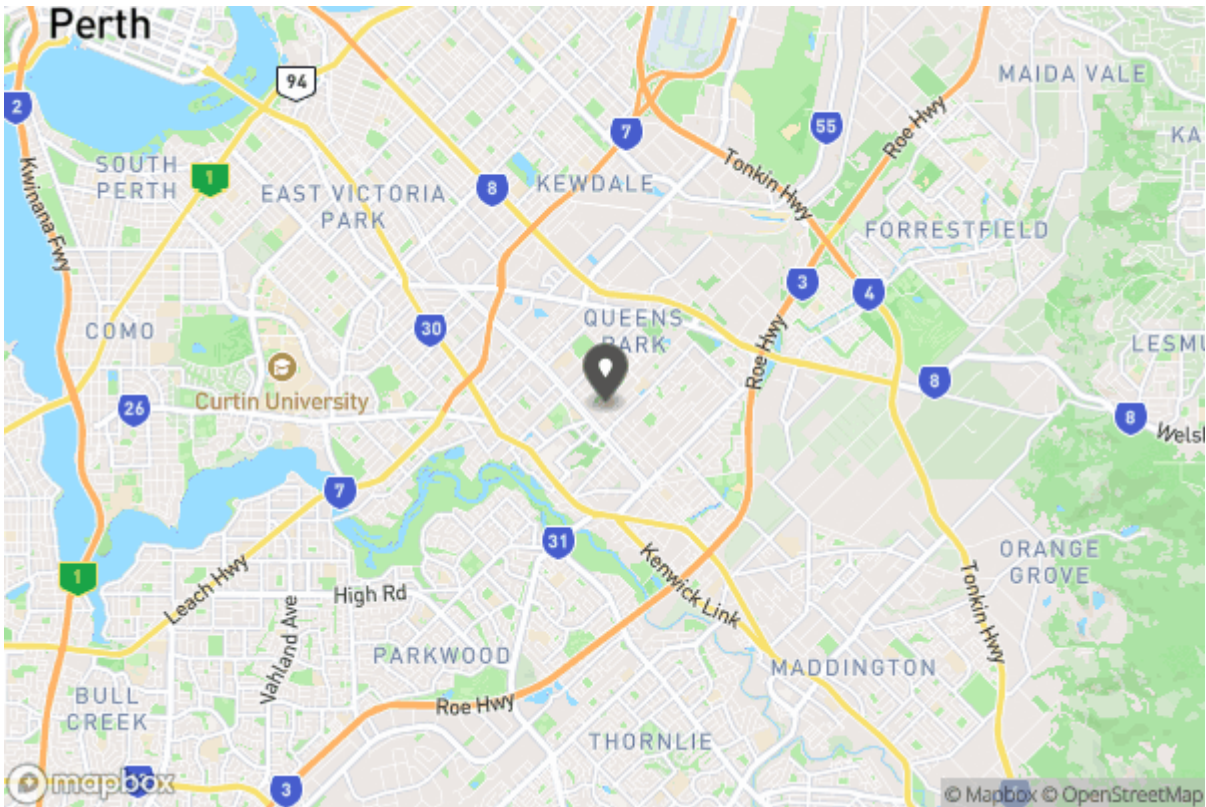 Perth
94
MAIDA VALE
2
55
7
Roe Hwy
KA
SOUTH
PERTH
1
EAST VICTORIA
PARK
8
KEWDALE
Tonkin Hwy
Kwinana Fwy
FORRESTFIELD
3
4
COMO
30
QUEENS
PARK
Roe Hwy
LESMU
Curtin University
26
8
8
Welsh
7
31
1
Leach Hwy
High Rd
Kenwick Link
ORANGE
GROVE
Tonkin Hwy
Vahland Ave
PARKWOOD
MADDINGTON
BULL
CREEK
Roe Hwy
THORNLIE
mapbox
3
© Mapbox © OpenStreetMap